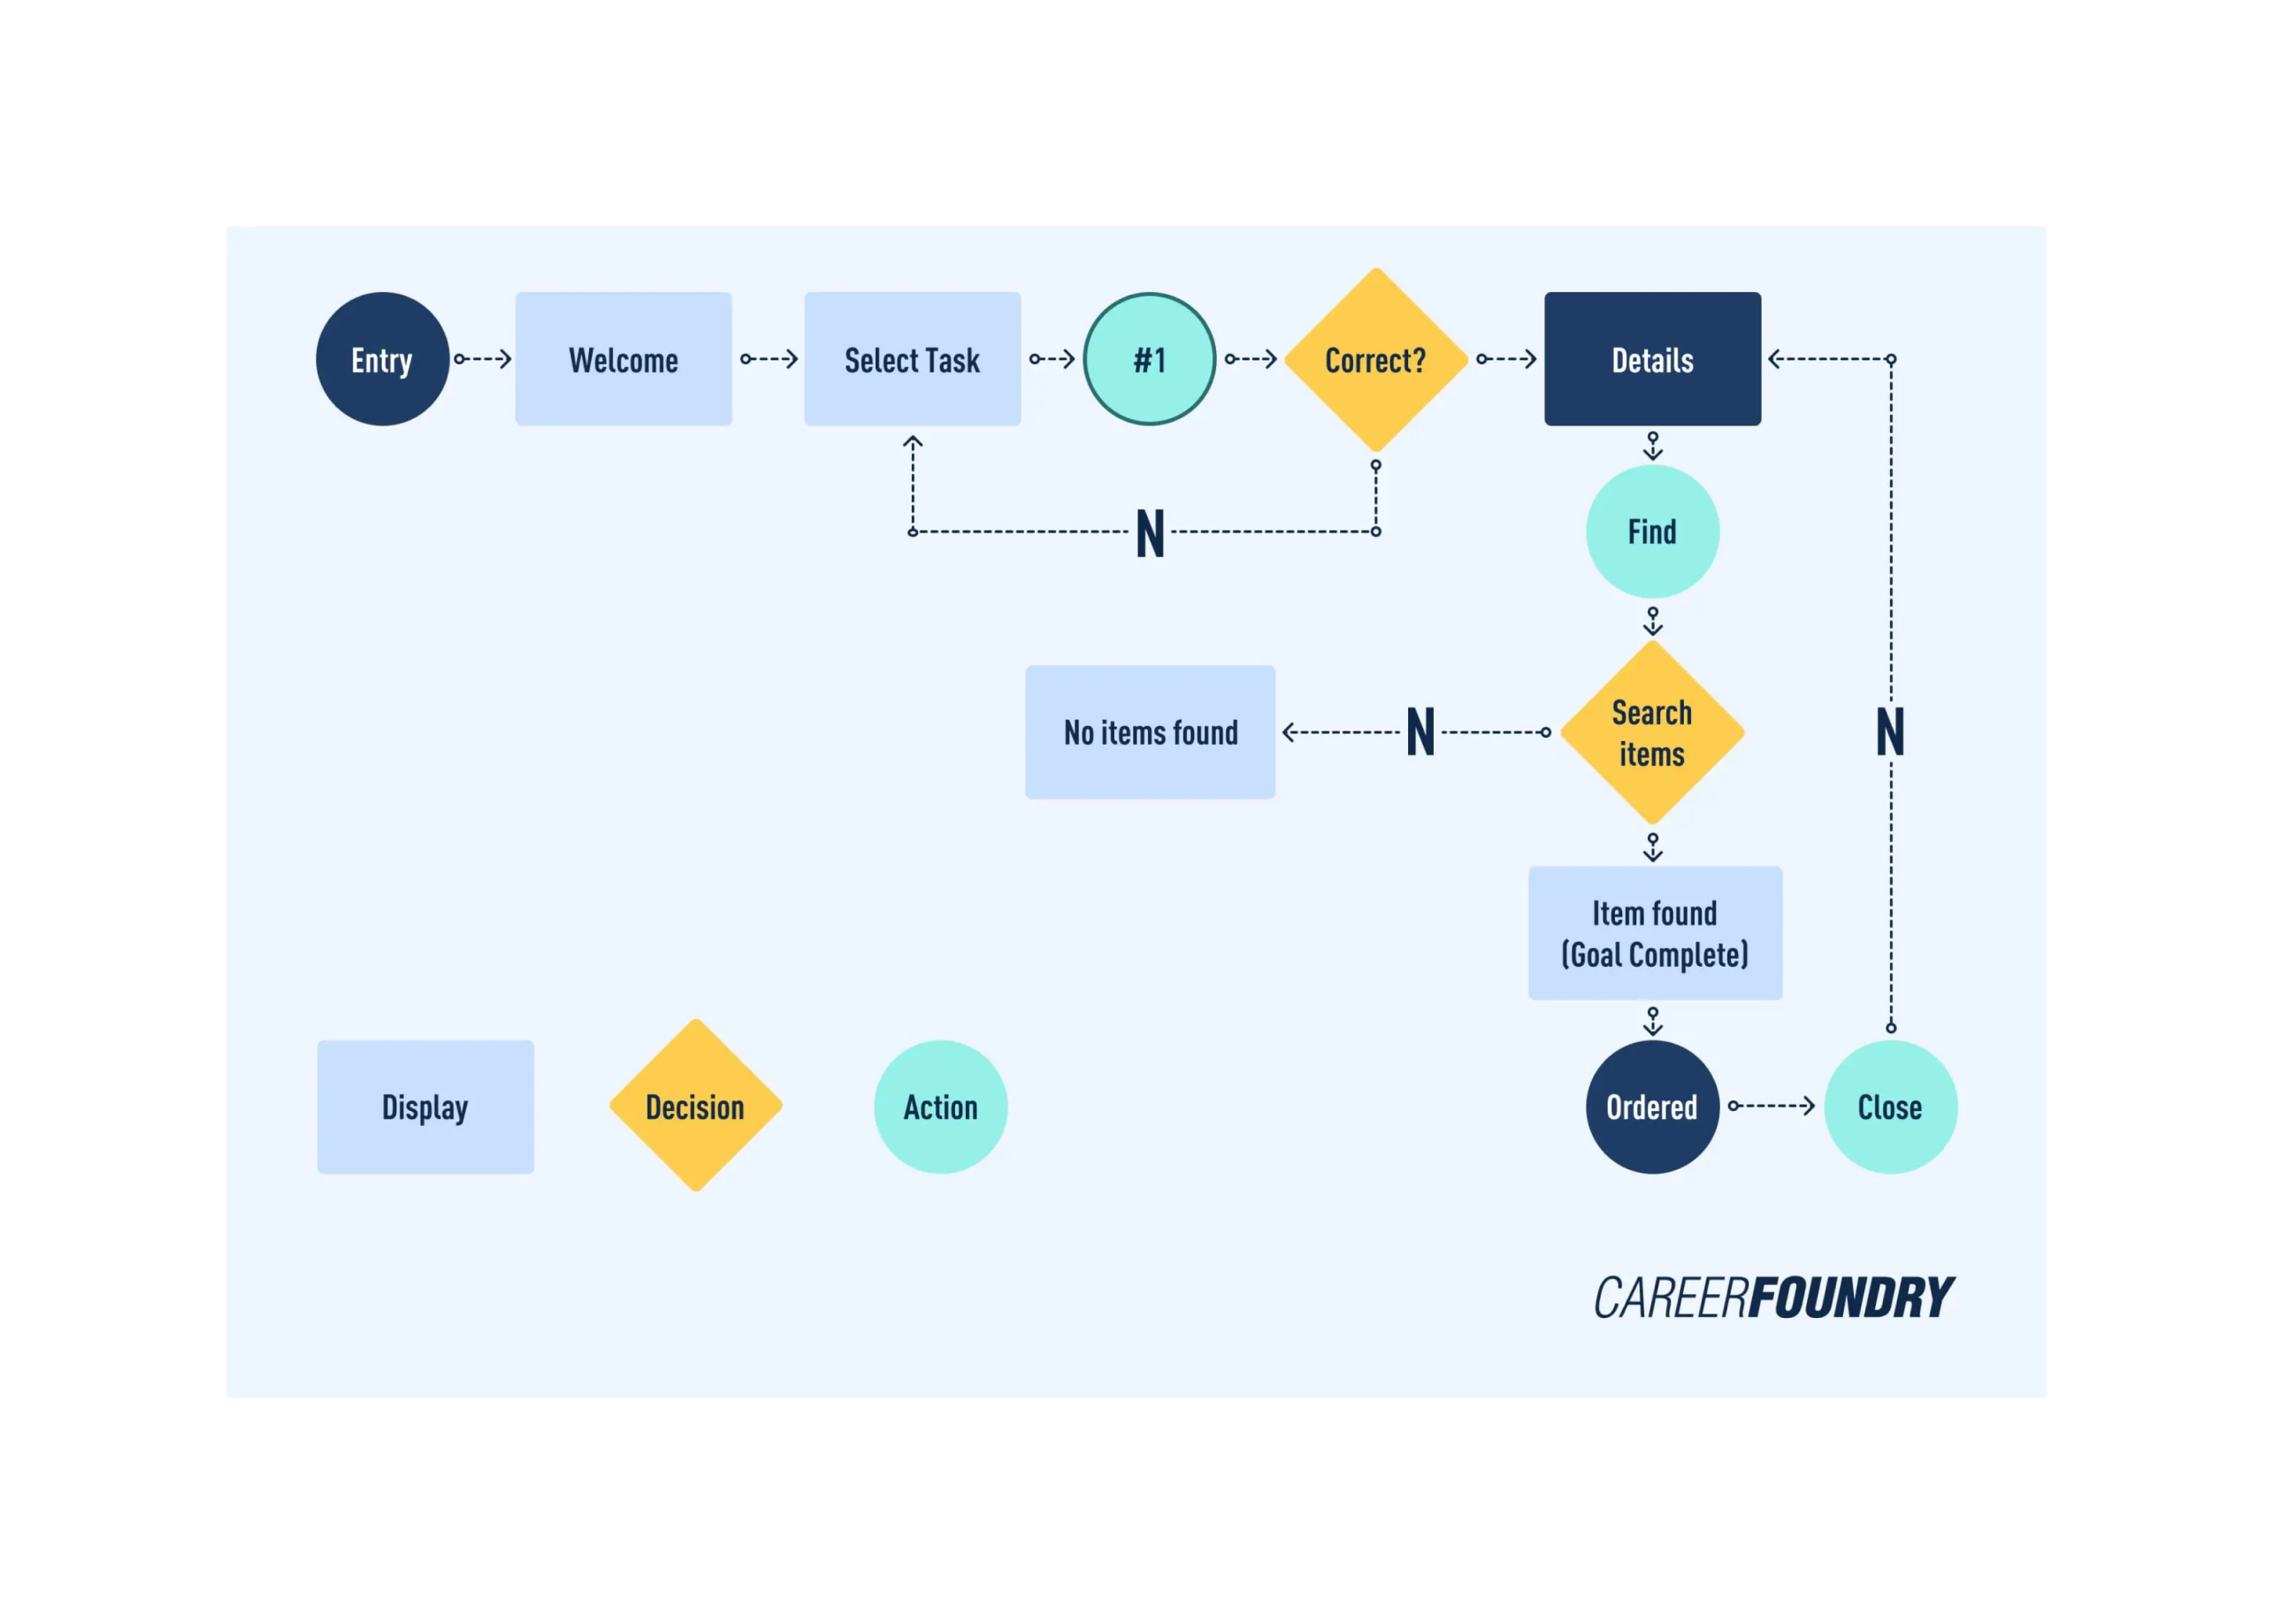 Entry
Welcome
Select Task
#1
Correct?
Details
N
Find
No items found
N
Search
items
N
Item found
(Goal Complete)
Display
Decision
Action
Ordered
Close
CAREERFOUNDRY